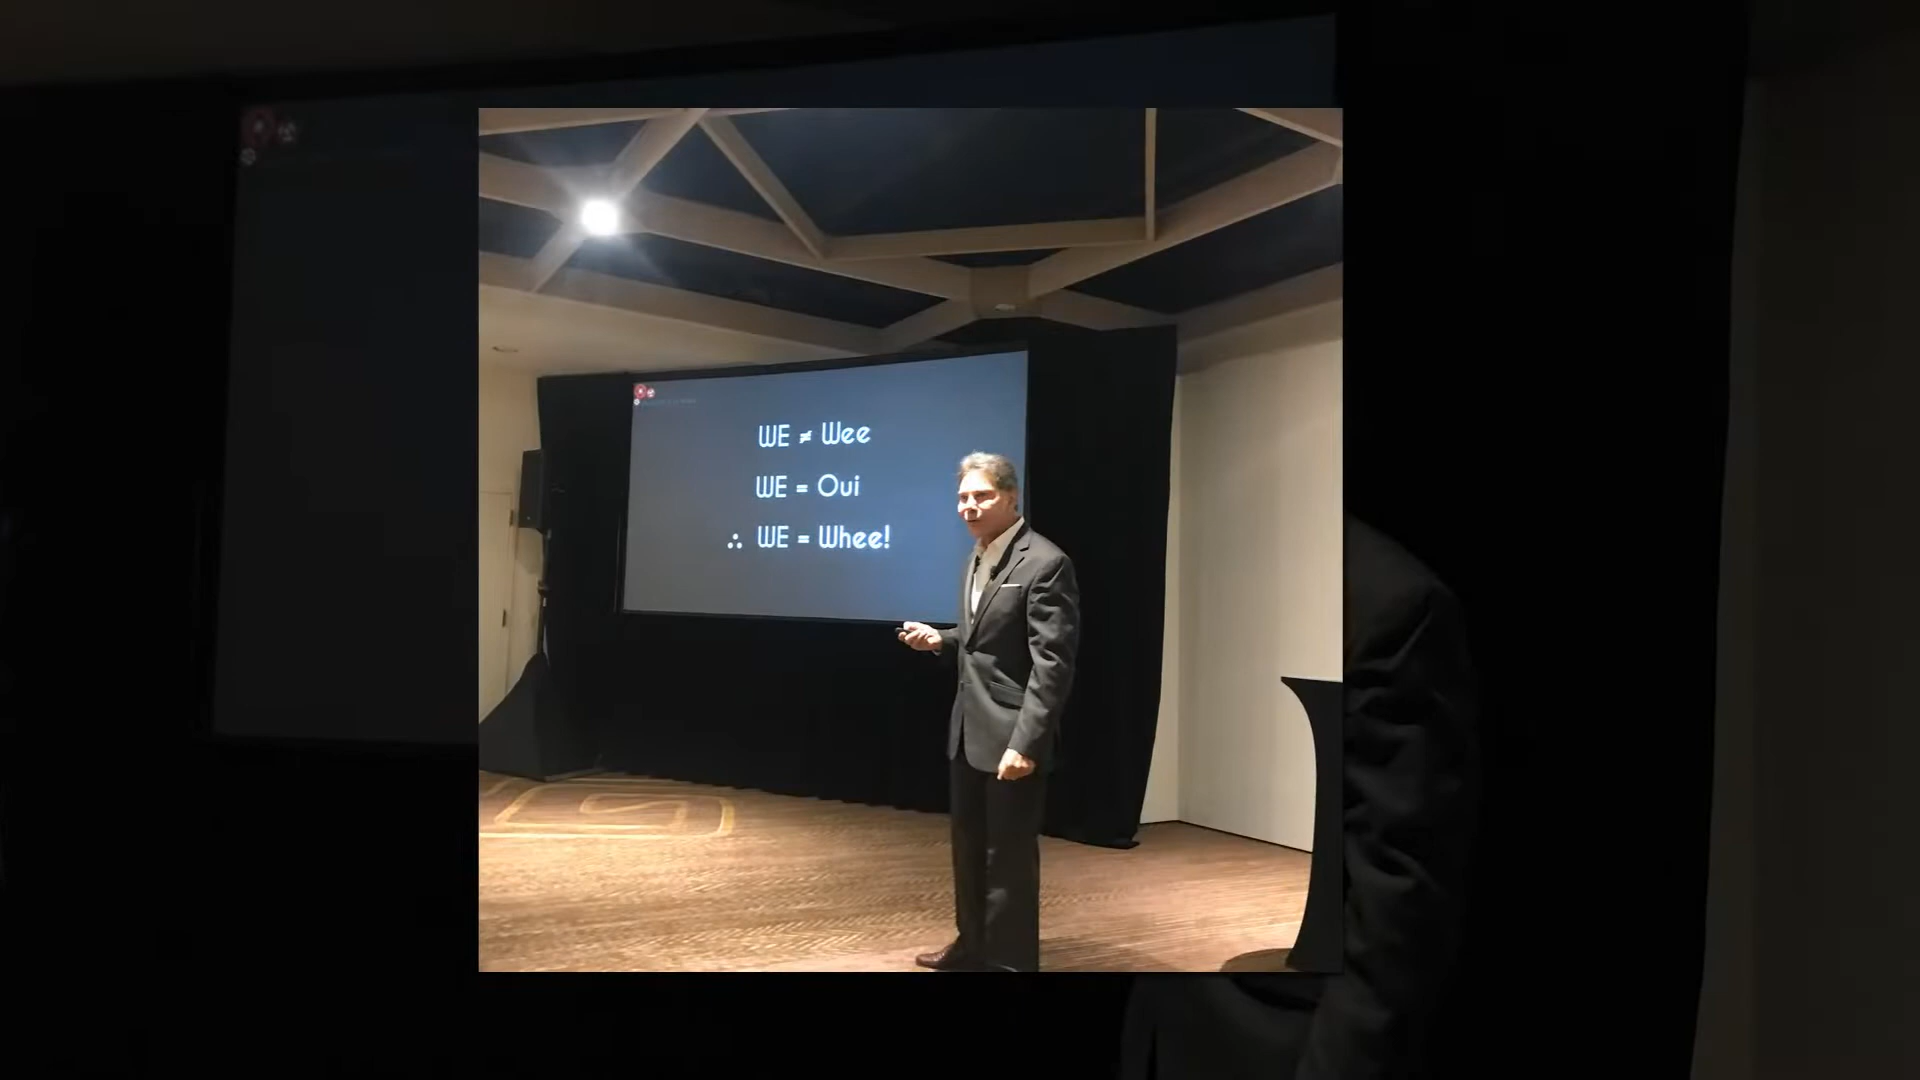 WE ≠ Wee
WE = Oui
∴ WE = Whee!